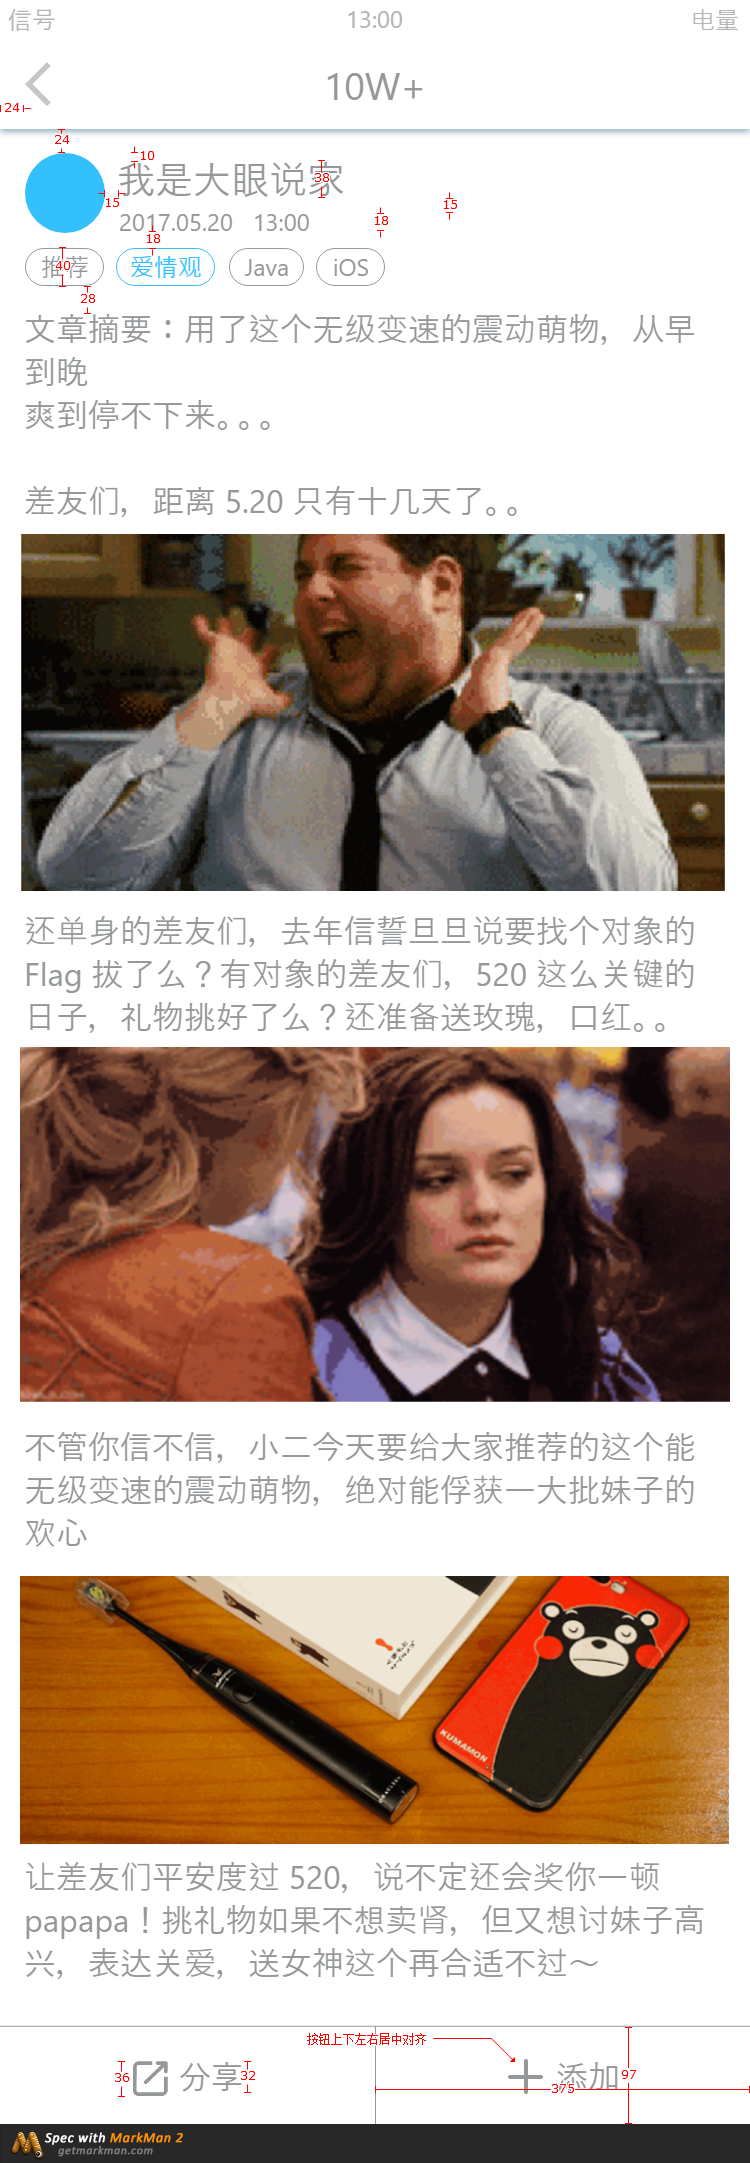 信号 13:00 电量
10W+
24
24
10
我是大眼说家
38
15
15
2017.05.20 13:00
18
18
推荐 爱情观 Java iOS
40
28
文章摘要：用了这个无级变速的震动萌物，从早
到晚
爽到停不下来。。。
差友们，距离 5.20 只有十几天了。。
还单身的差友们，去年信誓旦旦说要找个对象的
Flag 拔了么？有对象的差友们，520 这么关键的
日子，礼物挑好了么？还准备送玫瑰，口红。。
不管你信不信，小二今天要给大家推荐的这个能
无级变速的震动萌物，绝对能俘获一大批妹子的
欢心
KUMAMON
让差友们平安度过 520，说不定还会奖你一顿
papapa！挑礼物如果不想卖肾，但又想讨妹子高
兴，表达关爱，送女神这个再合适不过～
按钮上下左右居中对齐
36 分享 32 添加 97
375
Spec with MarkMan 2
getmarkman.com